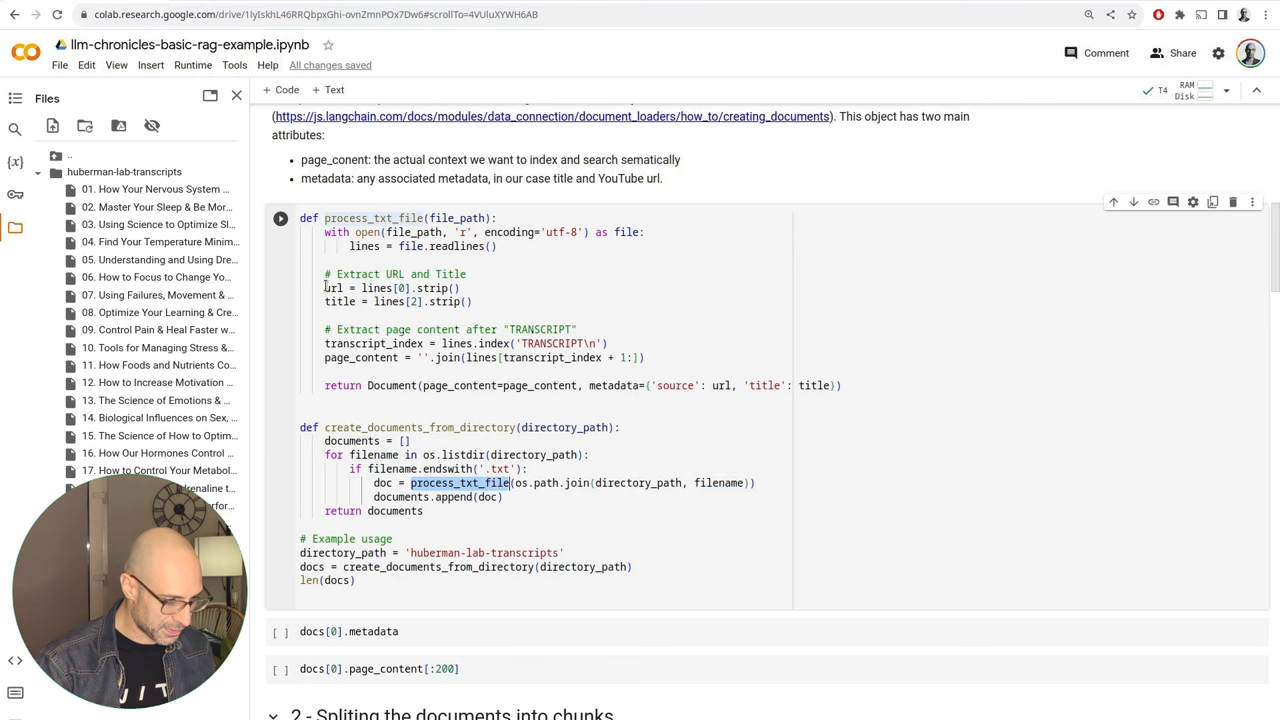 colab.research.google.com/drive/1lyIskhL46RRQbpxGhi-ovnZmnPOx7Dw6#scrollTo=4VUluXYWH6AB
llm-chronicles-basic-rag-example.ipynb
File Edit View Insert Runtime Tools Help All changes saved
Comment Share
Files
+ Code + Text
RAM
T4
Disk
(https://js.langchain.com/docs/modules/data_connection/document_loaders/how_to/creating_documents). This object has two main
attributes:
page_conent: the actual context we want to index and search sematically
metadata: any associated metadata, in our case title and YouTube url.
..
huberman-lab-transcripts
01. How Your Nervous System ...
02. Master Your Sleep & Be Mor...
03. Using Science to Optimize Sl...
04. Find Your Temperature Minim...
05. Understanding and Using Dre...
06. How to Focus to Change Yo...
07. Using Failures, Movement & ...
08. Optimize Your Learning & Cre...
09. Control Pain & Heal Faster w...
10. Tools for Managing Stress &...
11. How Foods and Nutrients Co...
12. How to Increase Motivation ...
13. The Science of Emotions & ...
14. Biological Influences on Sex, ...
15. The Science of How to Optim...
16. How Our Hormones Control ...
17. How to Control Your Metabol...
def process_txt_file(file_path):
with open(file_path, 'r', encoding='utf-8') as file:
lines = file.readlines()
# Extract URL and Title
url = lines[0].strip()
title = lines[2].strip()
# Extract page content after "TRANSCRIPT"
transcript_index = lines.index('TRANSCRIPT\n')
page_content = ''.join(lines[transcript_index + 1:])
return Document(page_content=page_content, metadata={'source': url, 'title': title})
def create_documents_from_directory(directory_path):
documents = []
for filename in os.listdir(directory_path):
if filename.endswith('.txt'):
doc = process_txt_file(os.path.join(directory_path, filename))
documents.append(doc)
return documents
# Example usage
directory_path = 'huberman-lab-transcripts'
docs = create_documents_from_directory(directory_path)
len(docs)
[ ] docs[0].metadata
[ ] docs[0].page_content[:200]
2 - Spliting the documents into chunks